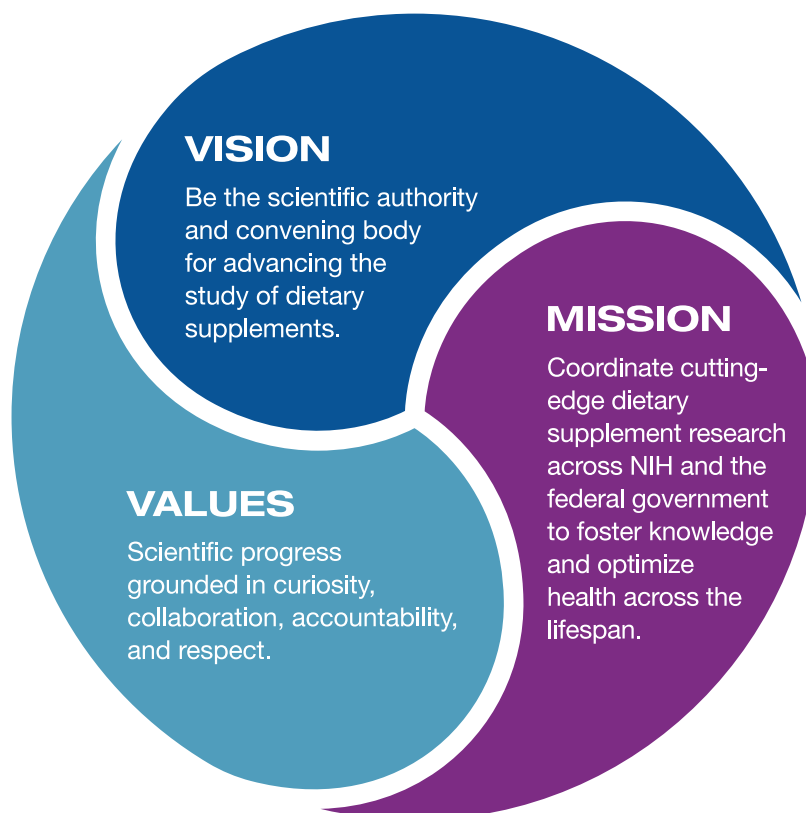 VISION
Be the scientific authority
and convening body
for advancing the
study of dietary
supplements.
MISSION
Coordinate cutting-
edge dietary
supplement research
across NIH and the
federal government
to foster knowledge
and optimize
health across the
lifespan.
VALUES
Scientific progress
grounded in curiosity,
collaboration, accountability,
and respect.